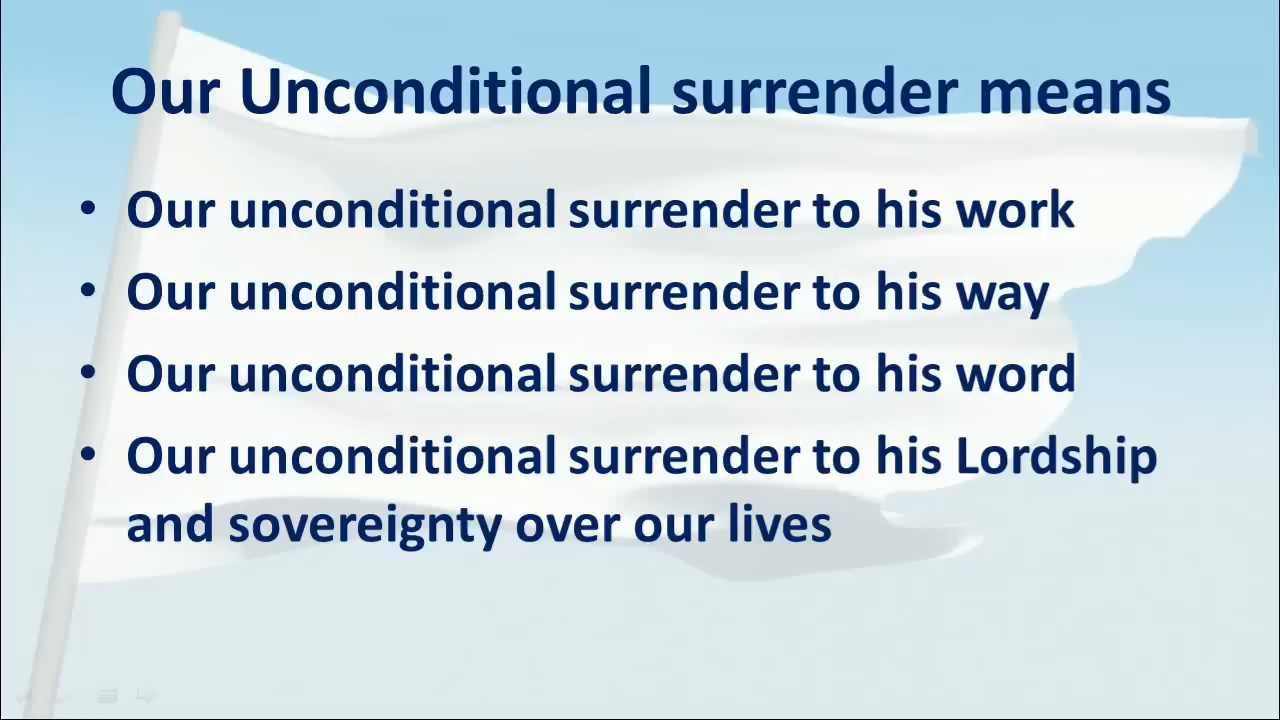 Our Unconditional surrender means
• Our unconditional surrender to his work
• Our unconditional surrender to his way
• Our unconditional surrender to his word
• Our unconditional surrender to his Lordship
and sovereignty over our lives